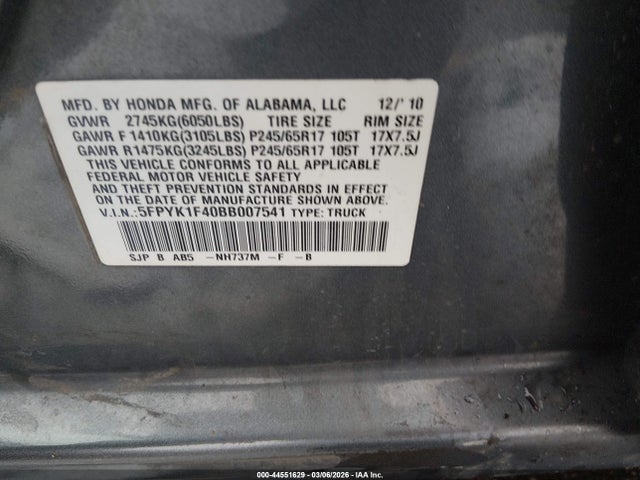 MFD. BY HONDA MFG. OF ALABAMA, LLC 12/'10
GVWR 2745KG(6050LBS) TIRE SIZE RIM SIZE
GAWR F 1410KG(3105LBS) P245/65R17 105T 17X7.5J
GAWR R1475KG(3245LBS) P245/65R17 105T 17X7.5J
THIS VEHICLE CONFORMS TO ALL APPLICABLE
FEDERAL MOTOR VEHICLE SAFETY
AND THEFT PREVENTION STANDARDS IN EFFECT
ON THE DATE OF MANUFACTURE SHOWN ABOVE.
V.I.N.:5FPYK1F40BB007541 TYPE: TRUCK
SJP B AB5 -NH737M -F -B
000-44551629 - 03/06/2026 - IAA Inc.